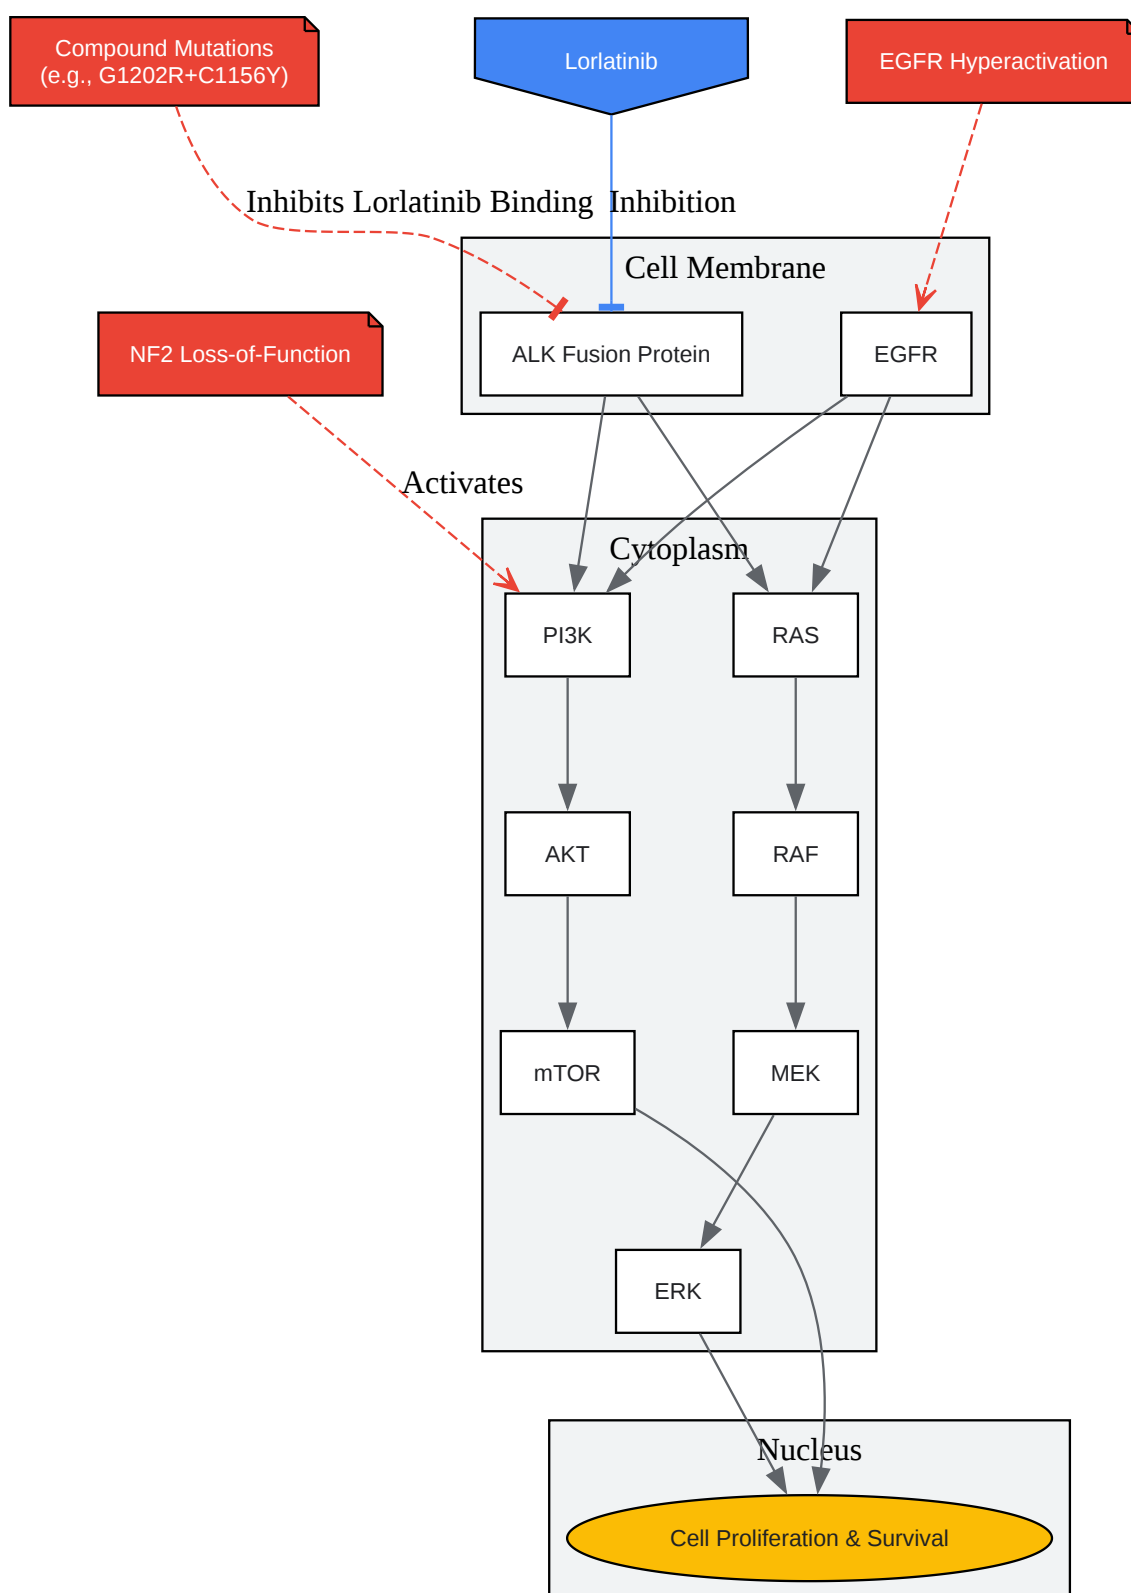 Compound Mutations
(e.g., G1202R+C1156Y)
Lorlatinib
EGFR Hyperactivation
Inhibits Lorlatinib Binding
Inhibition
Cell Membrane
NF2 Loss-of-Function
ALK Fusion Protein
EGFR
Activates
Cytoplasm
PI3K
RAS
AKT
RAF
mTOR
MEK
ERK
Nucleus
Cell Proliferation & Survival